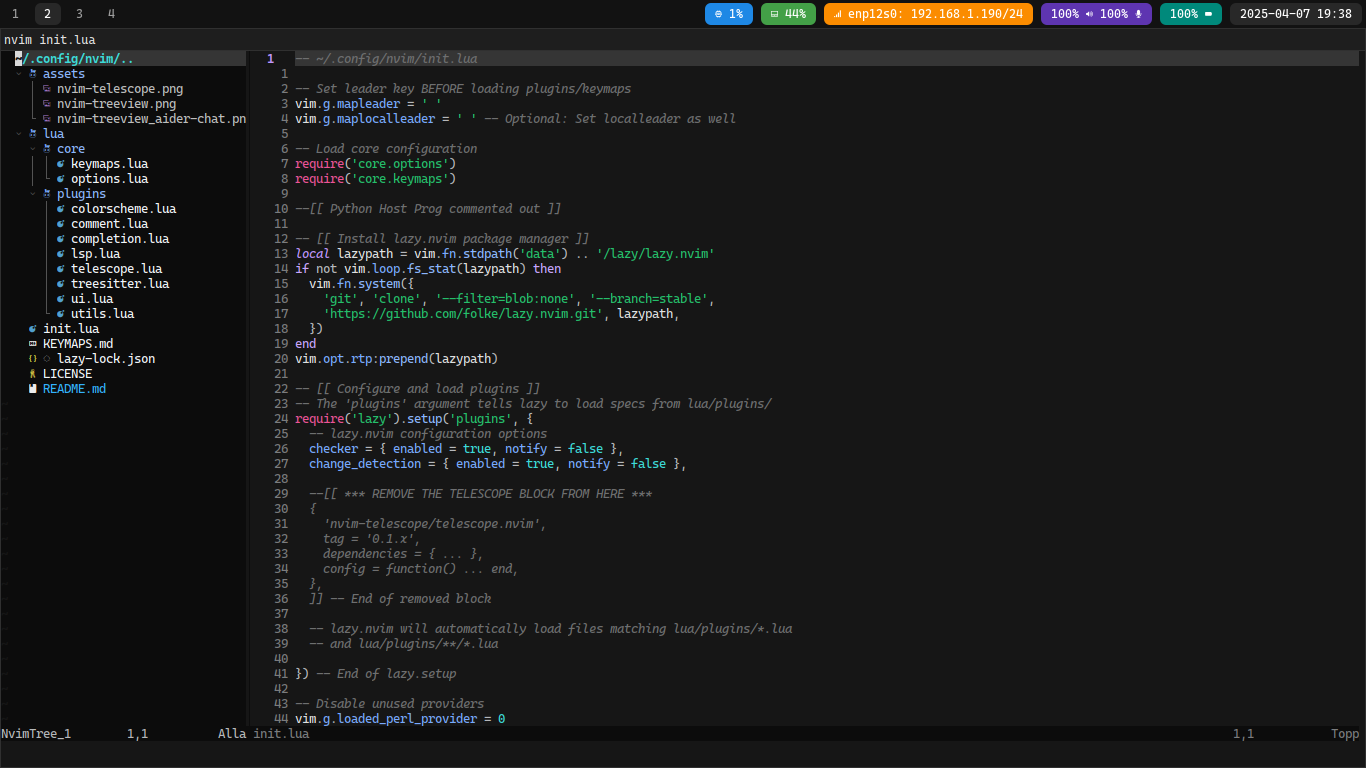 1 2 3 4 1% 44% enp12s0: 192.168.1.190/24 100% 100% 100% 2025-04-07 19:38
nvim init.lua
~/.config/nvim/..
assets
nvim-telescope.png
nvim-treeview.png
nvim-treeview_aider-chat.pn
lua
core
keymaps.lua
options.lua
plugins
colorscheme.lua
comment.lua
completion.lua
lsp.lua
telescope.lua
treesitter.lua
ui.lua
utils.lua
init.lua
KEYMAPS.md
{} lazy-lock.json
LICENSE
README.md
1 -- ~/.config/nvim/init.lua
1
2 -- Set leader key BEFORE loading plugins/keymaps
3 vim.g.mapleader = ' '
4 vim.g.maplocalleader = ' ' -- Optional: Set localleader as well
5
6 -- Load core configuration
7 require('core.options')
8 require('core.keymaps')
9
10 --[[ Python Host Prog commented out ]]
11
12 -- [[ Install lazy.nvim package manager ]]
13 local lazypath = vim.fn.stdpath('data') .. '/lazy/lazy.nvim'
14 if not vim.loop.fs_stat(lazypath) then
15 vim.fn.system({
16 'git', 'clone', '--filter=blob:none', '--branch=stable',
17 'https://github.com/folke/lazy.nvim.git', lazypath,
18 })
19 end
20 vim.opt.rtp:prepend(lazypath)
21
22 -- [[ Configure and load plugins ]]
23 -- The 'plugins' argument tells lazy to load specs from lua/plugins/
24 require('lazy').setup('plugins', {
25 -- lazy.nvim configuration options
26 checker = { enabled = true, notify = false },
27 change_detection = { enabled = true, notify = false },
28
29 --[[ *** REMOVE THE TELESCOPE BLOCK FROM HERE ***
30 {
31 'nvim-telescope/telescope.nvim',
32 tag = '0.1.x',
33 dependencies = { ... },
34 config = function() ... end,
35 },
36 ]] -- End of removed block
37
38 -- lazy.nvim will automatically load files matching lua/plugins/*.lua
39 -- and lua/plugins/**/*.lua
40
41 }) -- End of lazy.setup
42
43 -- Disable unused providers
44 vim.g.loaded_perl_provider = 0
NvimTree_1 1,1 Alla init.lua 1,1 Topp